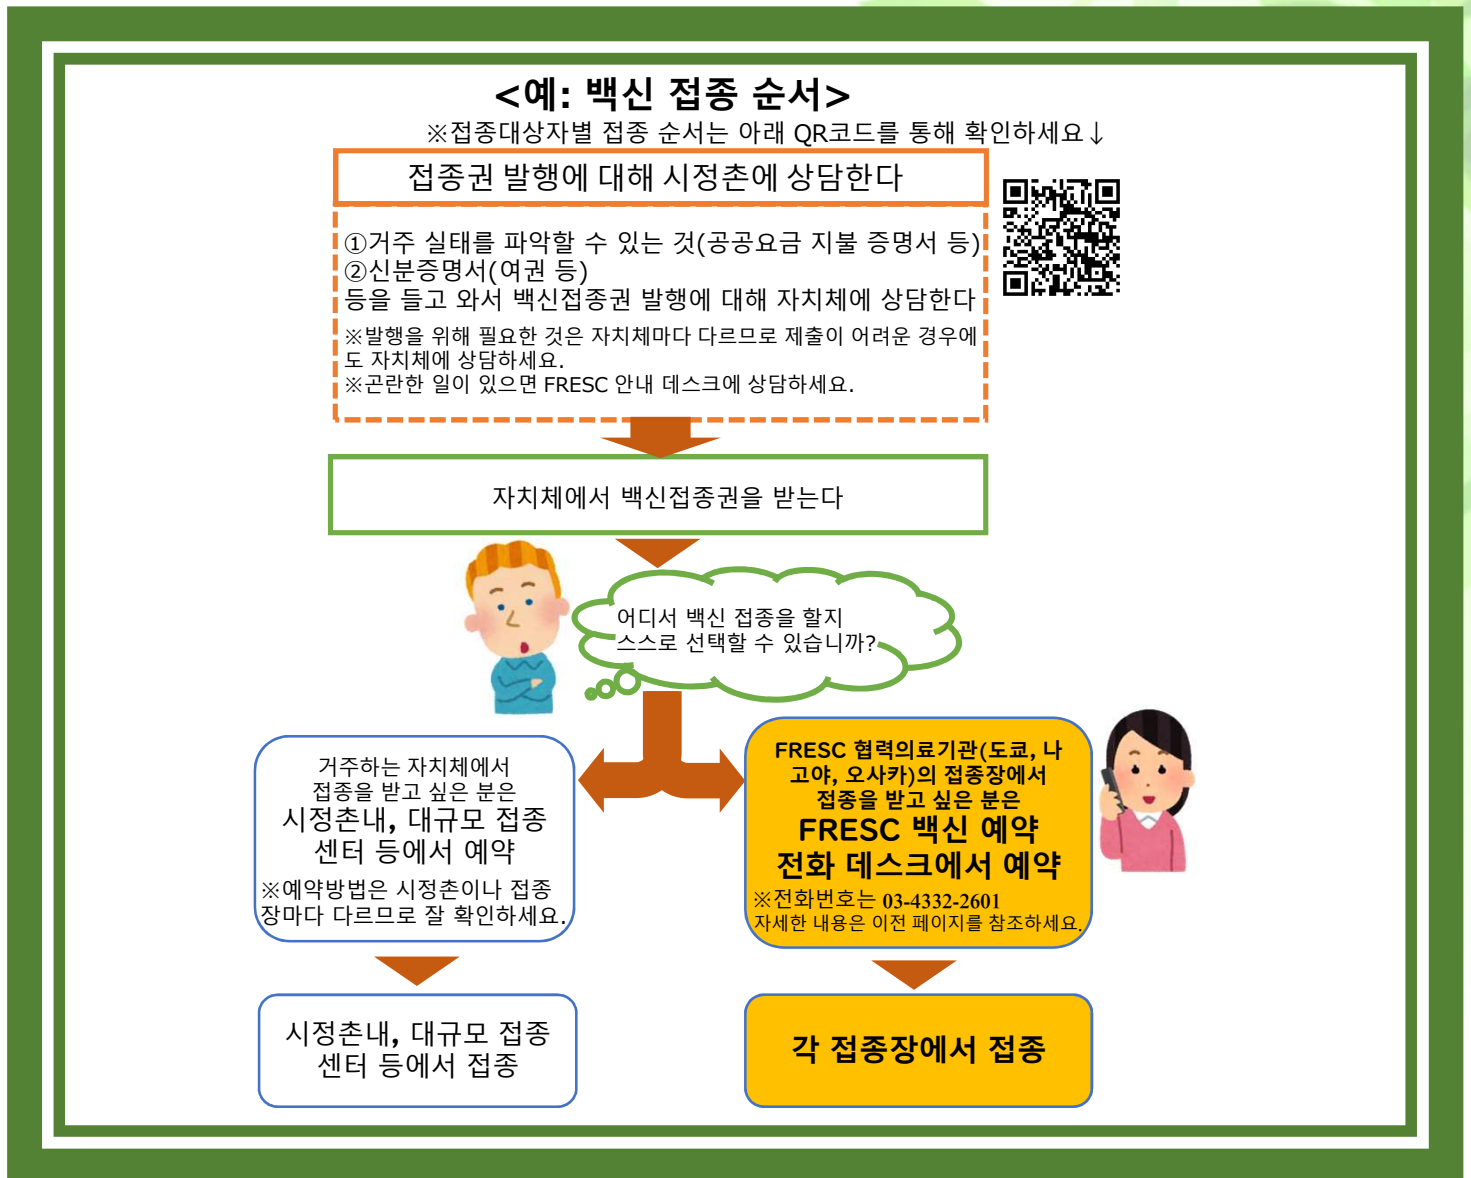 <예: 백신 접종 순서>
※접종대상자별 접종 순서는 아래 QR코드를 통해 확인하세요↓
접종권 발행에 대해 시정촌에 상담한다
①거주 실태를 파악할 수 있는 것(공공요금 지불 증명서 등)
②신분증명서(여권 등)
등을 들고 와서 백신접종권 발행에 대해 자치체에 상담한다
※발행을 위해 필요한 것은 자치체마다 다르므로 제출이 어려운 경우에
도 자치체에 상담하세요.
※곤란한 일이 있으면 FRESC 안내 데스크에 상담하세요.
자치체에서 백신접종권을 받는다
어디서 백신 접종을 할지
스스로 선택할 수 있습니까?
거주하는 자치체에서
접종을 받고 싶은 분은
시정촌내, 대규모 접종
센터 등에서 예약
※예약방법은 시정촌이나 접종
장마다 다르므로 잘 확인하세요.
FRESC 협력의료기관(도쿄, 나
고야, 오사카)의 접종장에서
접종을 받고 싶은 분은
FRESC 백신 예약
전화 데스크에서 예약
※전화번호는 03-4332-2601
자세한 내용은 이전 페이지를 참조하세요.
시정촌내, 대규모 접종
센터 등에서 접종
각 접종장에서 접종